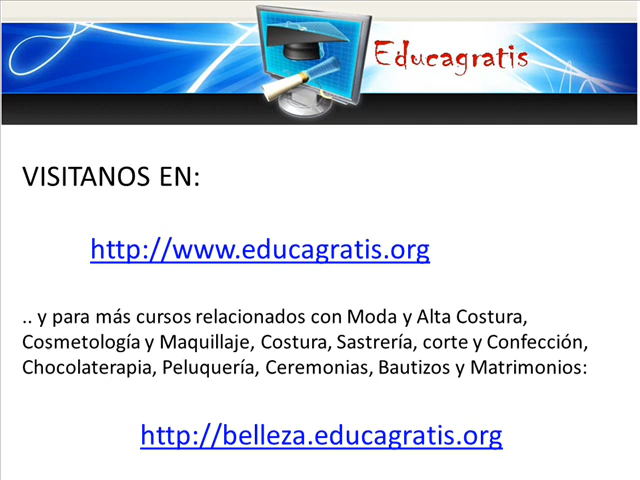 Educagratis
VISITANOS EN:
http://www.educagratis.org
.. y para más cursos relacionados con Moda y Alta Costura,
Cosmetología y Maquillaje, Costura, Sastrería, corte y Confección,
Chocolaterapia, Peluquería, Ceremonias, Bautizos y Matrimonios:
http://belleza.educagratis.org